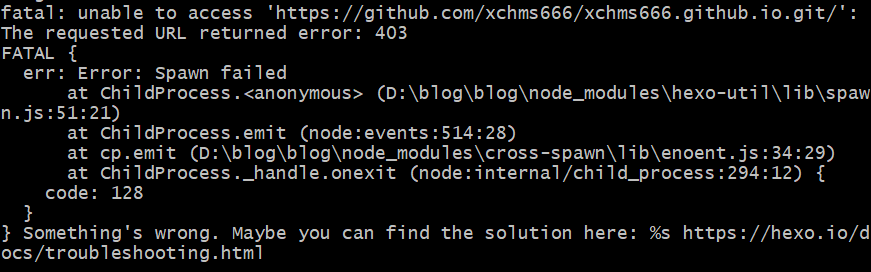 fatal: unable to access 'https://github.com/xchms666/xchms666.github.io.git/':
The requested URL returned error: 403
FATAL {
  err: Error: Spawn failed
      at ChildProcess.<anonymous> (D:\blog\blog\node_modules\hexo-util\lib\spaw
n.js:51:21)
      at ChildProcess.emit (node:events:514:28)
      at cp.emit (D:\blog\blog\node_modules\cross-spawn\lib\enoent.js:34:29)
      at ChildProcess._handle.onexit (node:internal/child_process:294:12) {
    code: 128
  }
} Something's wrong. Maybe you can find the solution here: %s https://hexo.io/d
ocs/troubleshooting.html